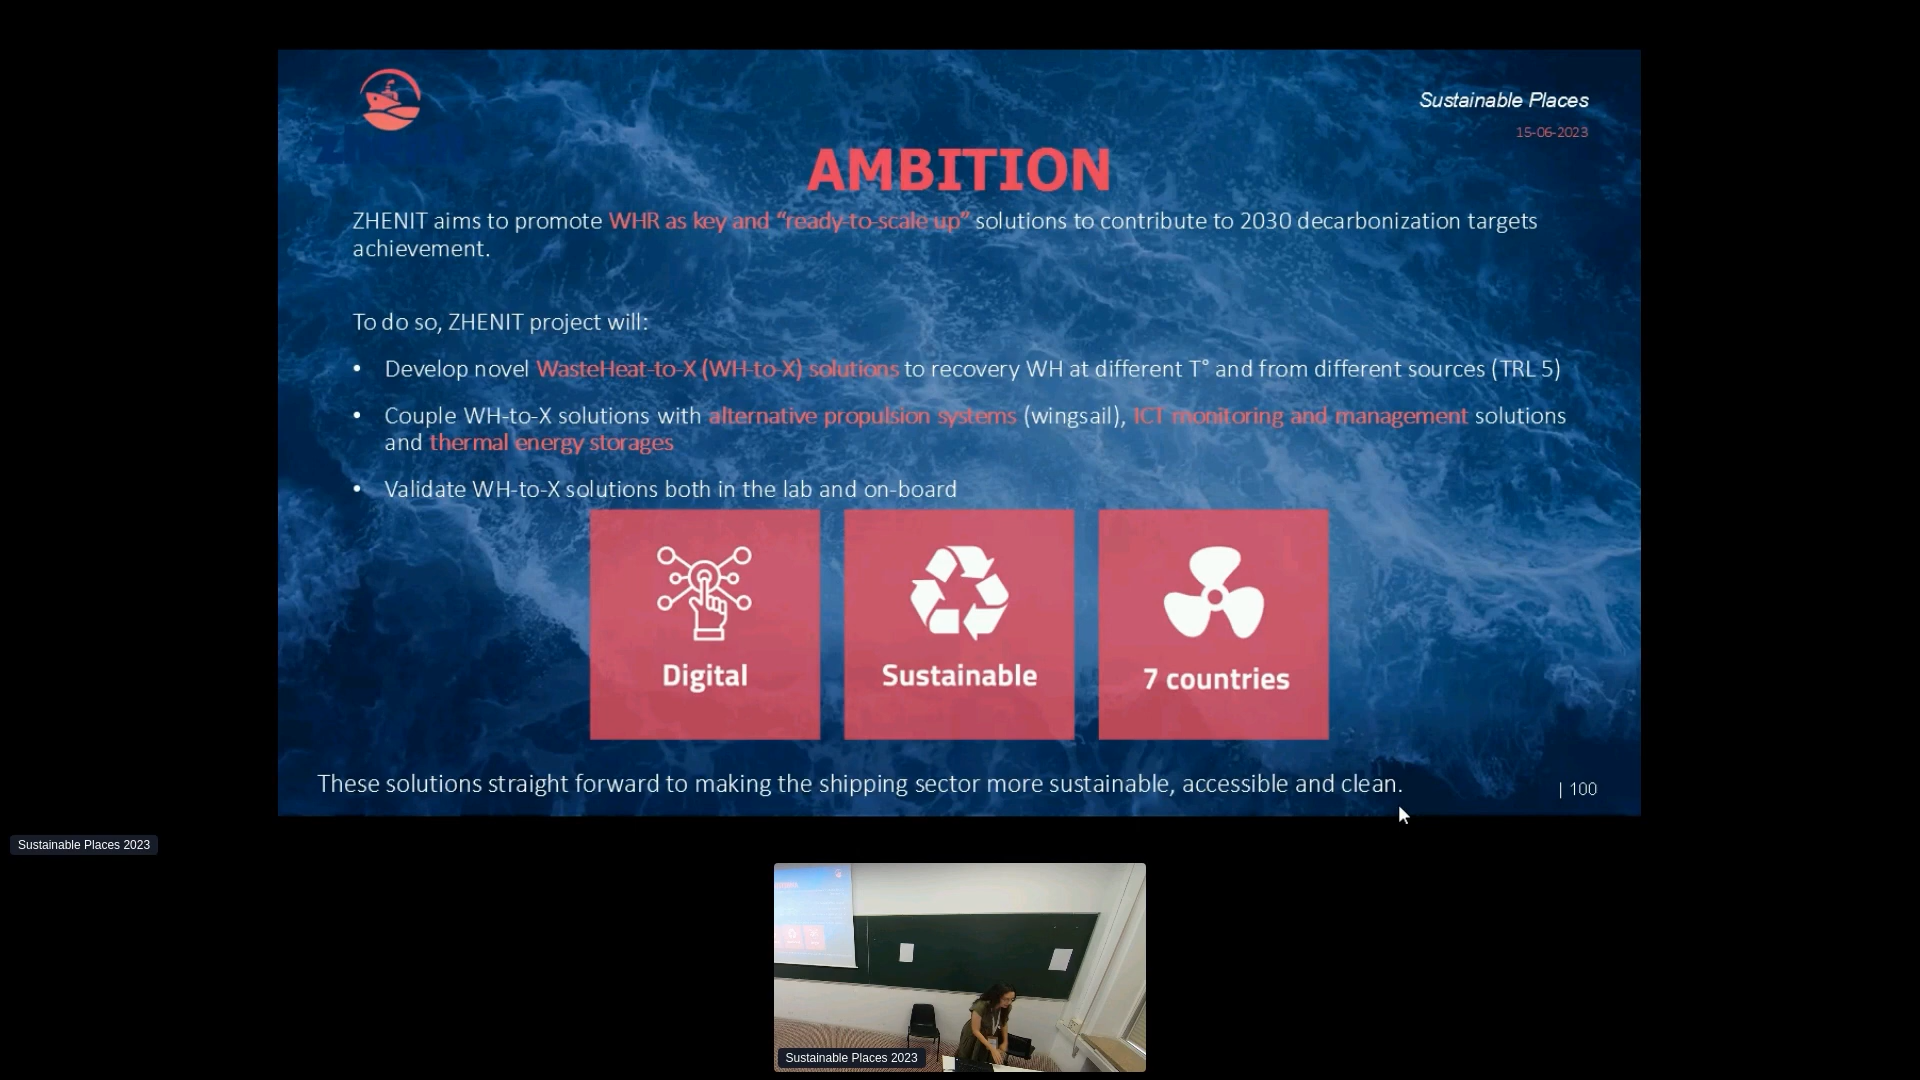 Sustainable Places
15-06-2023
AMBITION
ZHENIT aims to promote WHR as key and “ready-to-scale up” solutions to contribute to 2030 decarbonization targets
achievement.
To do so, ZHENIT project will:
• Develop novel WasteHeat-to-X (WH-to-X) solutions to recovery WH at different T° and from different sources (TRL 5)
• Couple WH-to-X solutions with alternative propulsion systems (wingsail), ICT monitoring and management solutions
and thermal energy storages
• Validate WH-to-X solutions both in the lab and on-board
Digital
Sustainable
7 countries
These solutions straight forward to making the shipping sector more sustainable, accessible and clean.
| 100
Sustainable Places 2023
Sustainable Places 2023